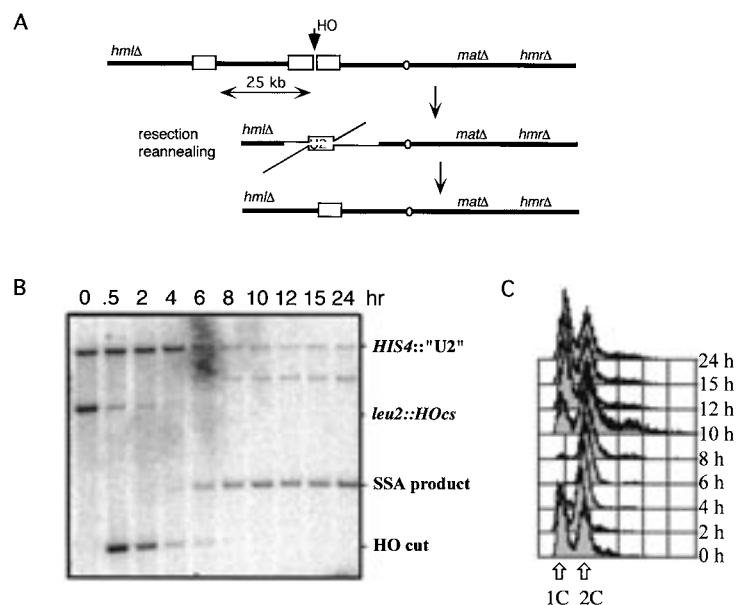 A
HO
hmlΔ
matΔ
hmrΔ
25 kb
resection
reannealing
hmlΔ
U2
matΔ
hmrΔ
hmlΔ
matΔ
hmrΔ
B
0 .5 2 4 6 8 10 12 15 24 hr
HIS4::"U2"
leu2::HOcs
SSA product
HO cut
C
24 h
15 h
12 h
10 h
8 h
6 h
4 h
2 h
0 h
1C 2C